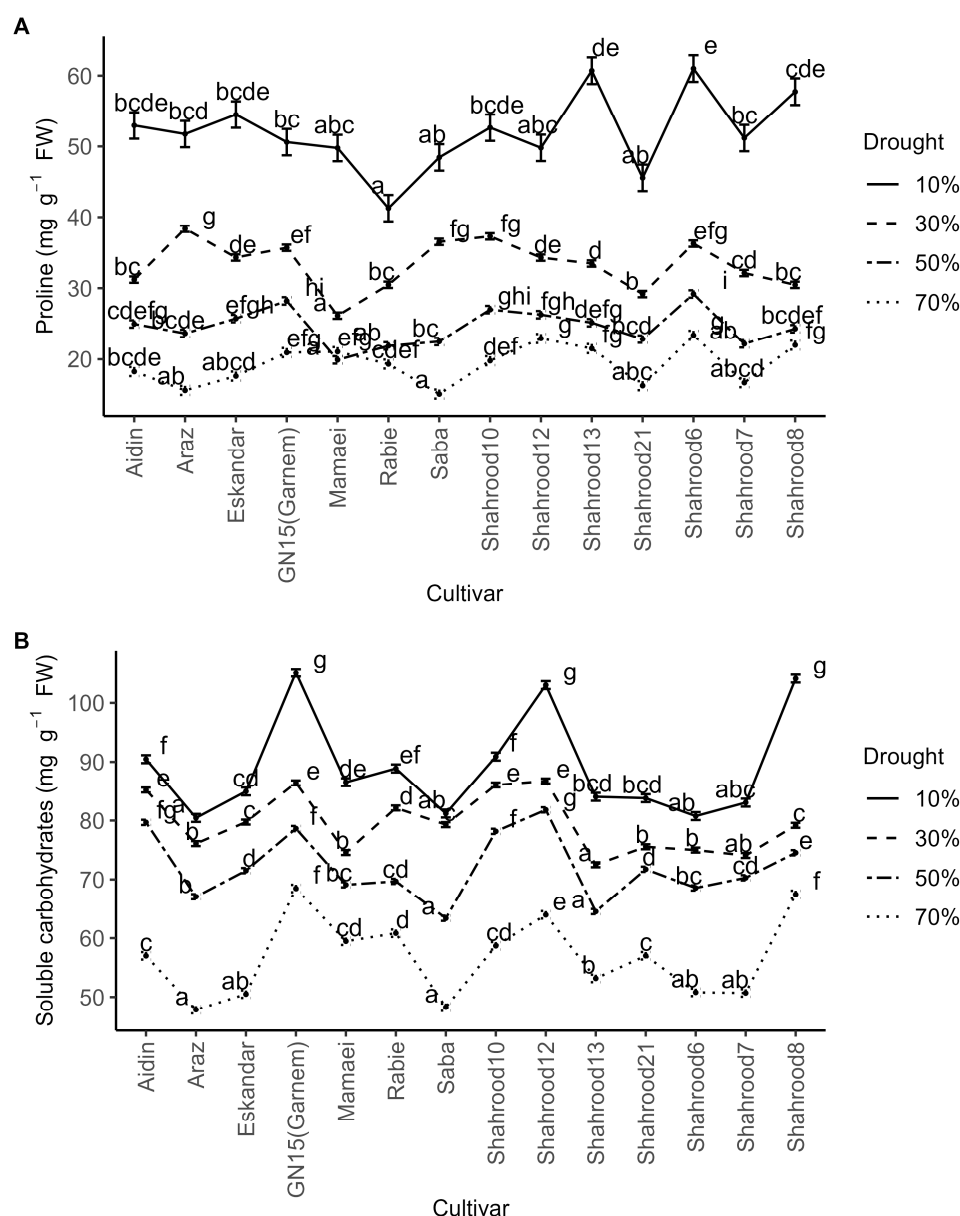 A
Proline (mg g⁻¹ FW)
60
50
40
30
20
bcde bcd bcde bc abc a ab bcde abc de ab e bc cde
bc g de ef a bc fg fg de d b efg cd bc
cdefg bcde efgh hi a ab bc ghi fgh defg bcd i ab bcdef
bcde ab abcd efg efg cdef a def g fg abc g abcd fg
Aidin
Araz
Eskandar
GN15(Garnem)
Mamaei
Rabie
Saba
Shahrood10
Shahrood12
Shahrood13
Shahrood21
Shahrood6
Shahrood7
Shahrood8
Cultivar
Drought
10%
30%
50%
70%
B
Soluble carbohydrates (mg g⁻¹ FW)
100
90
80
70
60
50
f a cd g de ef ab f g bcd bcd ab abc g
e b c e b d c e e a b b ab c
fg b d f bc cd a f g a d bc cd e
c a ab f cd d a cd e b c ab ab f
Aidin
Araz
Eskandar
GN15(Garnem)
Mamaei
Rabie
Saba
Shahrood10
Shahrood12
Shahrood13
Shahrood21
Shahrood6
Shahrood7
Shahrood8
Cultivar
Drought
10%
30%
50%
70%